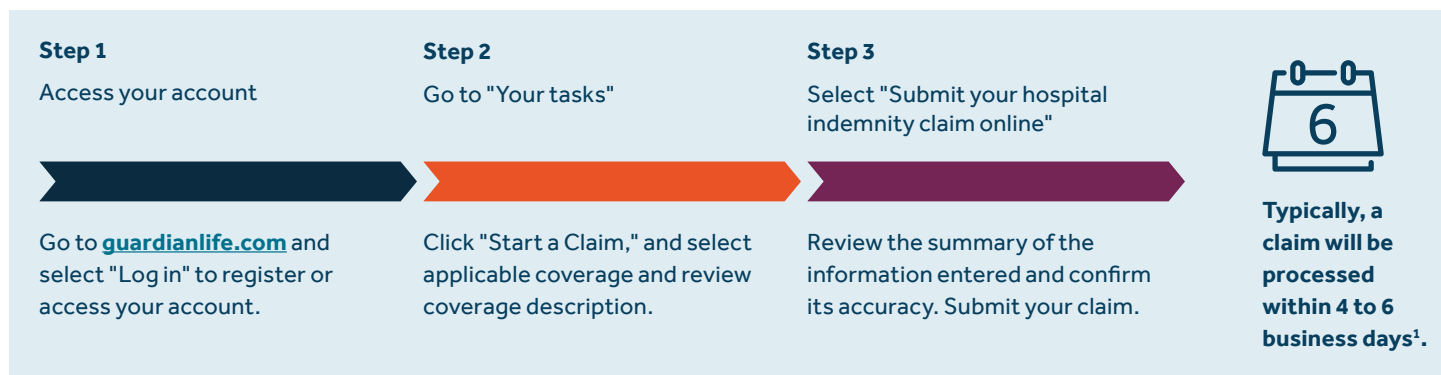 Step 1
Access your account
Go to guardianlife.com and
select "Log in" to register or
access your account.
Step 2
Go to "Your tasks"
Click "Start a Claim," and select
applicable coverage and review
coverage description.
Step 3
Select "Submit your hospital
indemnity claim online"
Review the summary of the
information entered and confirm
its accuracy. Submit your claim.
6
Typically, a
claim will be
processed
within 4 to 6
business days¹.